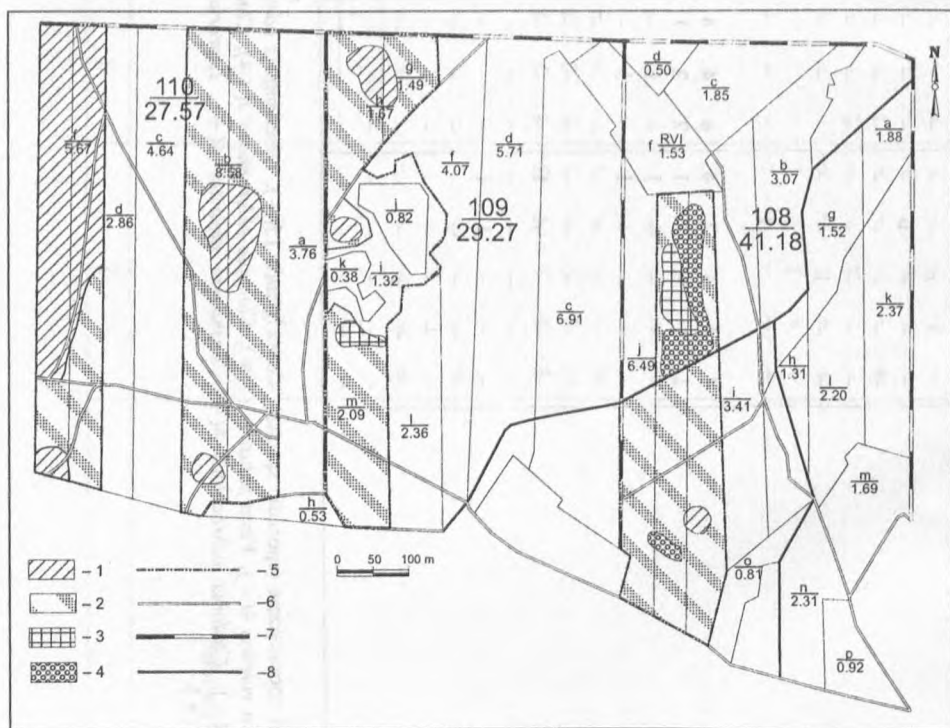 N
110
27.57
f
5.67
d
2.86
c
4.64
b
8.58
a
3.76
g
1.49
h
1.67
f
4.07
d
5.71
109
29.27
j
0.82
k
0.38
i
1.32
m
2.09
l
2.36
h
0.53
c
6.91
d
0.50
c
1.85
f RVI
1.53
b
3.07
a
1.88
108
41.18
g
1.52
k
2.37
j
6.49
i
3.41
h
1.31
l
2.20
m
1.69
o
0.81
n
2.31
p
0.92
0 50 100 m
– 1
– 2
– 3
– 4
– 5
– 6
– 7
– 8